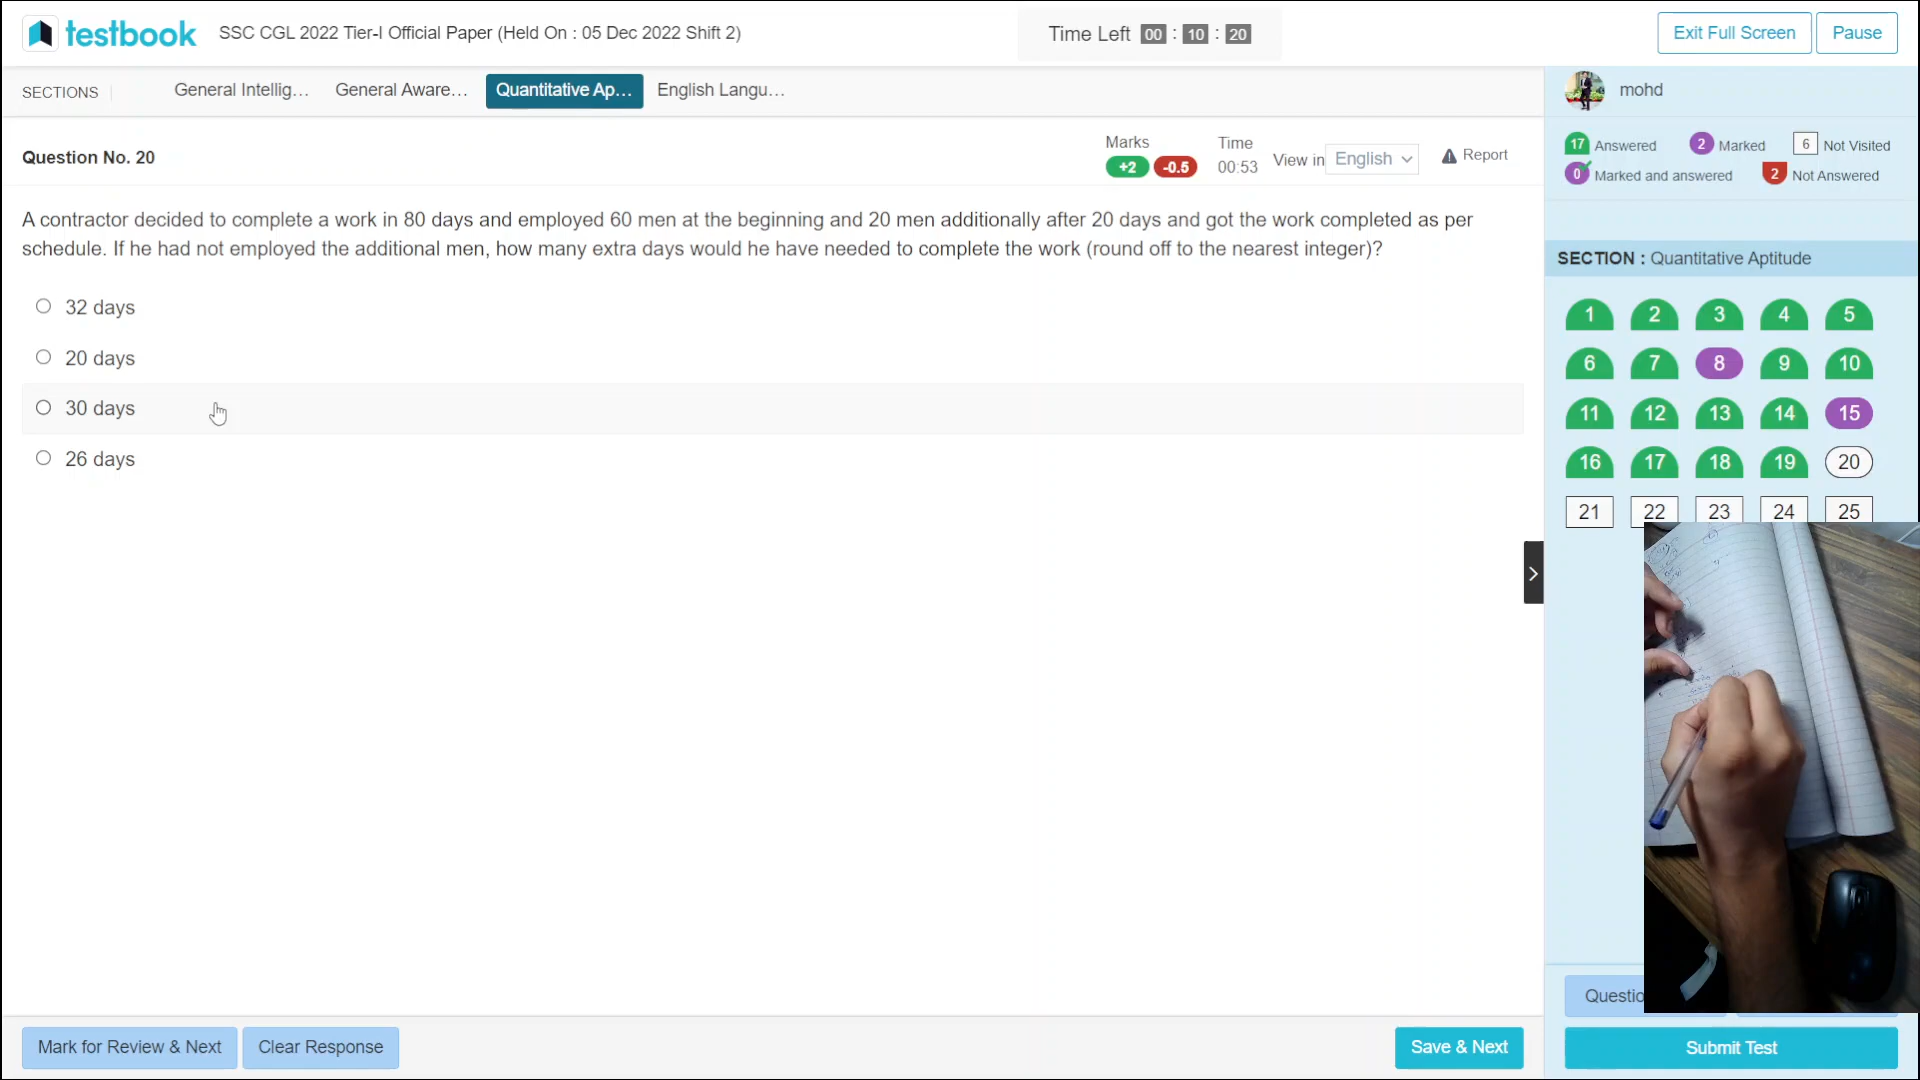 testbook
SSC CGL 2022 Tier-I Official Paper (Held On : 05 Dec 2022 Shift 2)
Time Left 00 : 10 : 20
Exit Full Screen
Pause
SECTIONS
General Intellig...
General Aware...
Quantitative Ap...
English Langu...
mohd
Question No. 20
Marks
+2 -0.5
Time
00:53
View in English
Report
17 Answered
2 Marked
6 Not Visited
0 Marked and answered
2 Not Answered
A contractor decided to complete a work in 80 days and employed 60 men at the beginning and 20 men additionally after 20 days and got the work completed as per
schedule. If he had not employed the additional men, how many extra days would he have needed to complete the work (round off to the nearest integer)?
32 days
20 days
30 days
26 days
SECTION : Quantitative Aptitude
1 2 3 4 5
6 7 8 9 10
11 12 13 14 15
16 17 18 19 20
21 22 23 24 25
Mark for Review & Next
Clear Response
Save & Next
Questio
Submit Test